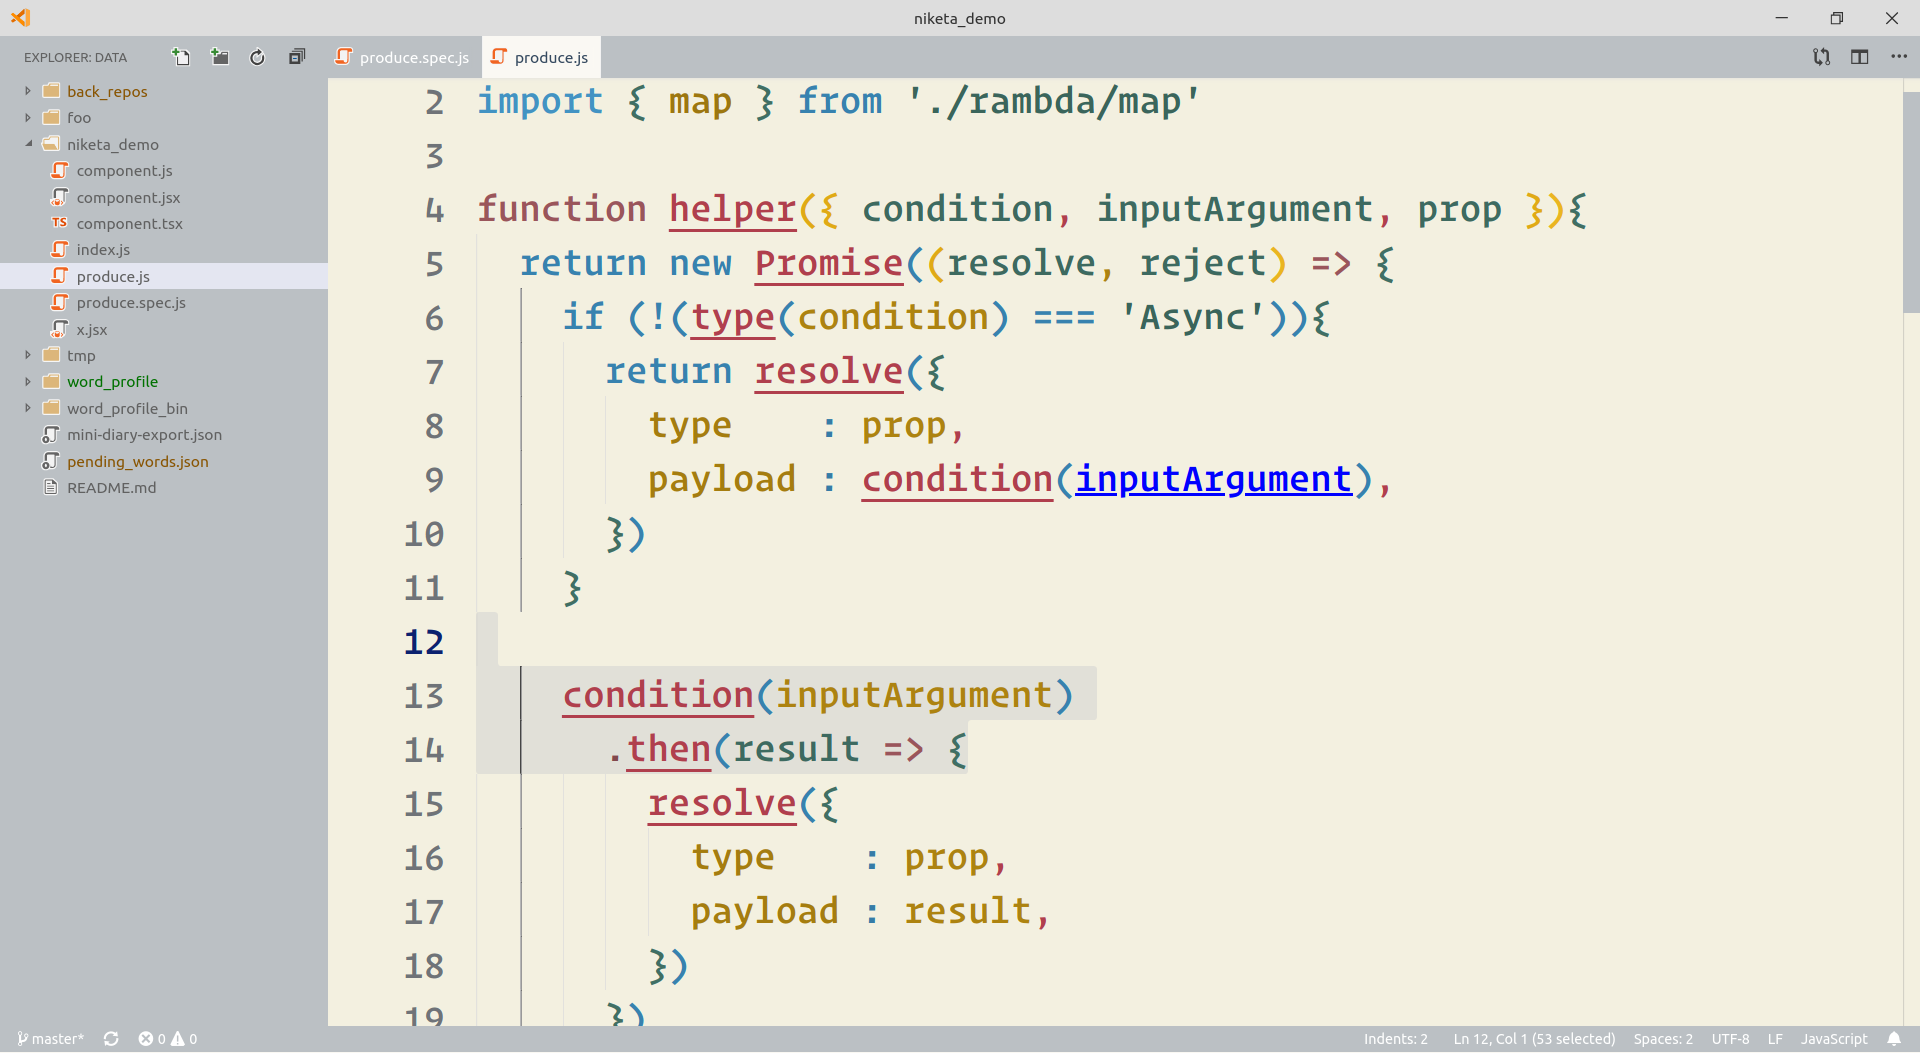 niketa_demo
EXPLORER: DATA
back_repos
foo
niketa_demo
component.js
component.jsx
TS component.tsx
index.js
produce.js
produce.spec.js
x.jsx
tmp
word_profile
word_profile_bin
mini-diary-export.json
pending_words.json
README.md
produce.spec.js
produce.js
2 import { map } from './rambda/map'
3
4 function helper({ condition, inputArgument, prop }){
5   return new Promise((resolve, reject) => {
6     if (!(type(condition) === 'Async')){
7       return resolve({
8         type    : prop,
9         payload : condition(inputArgument),
10       })
11     }
12
13     condition(inputArgument)
14       .then(result => {
15         resolve({
16           type    : prop,
17           payload : result,
18         })
19       })
master* 0 0 Indents: 2 Ln 12, Col 1 (53 selected) Spaces: 2 UTF-8 LF JavaScript